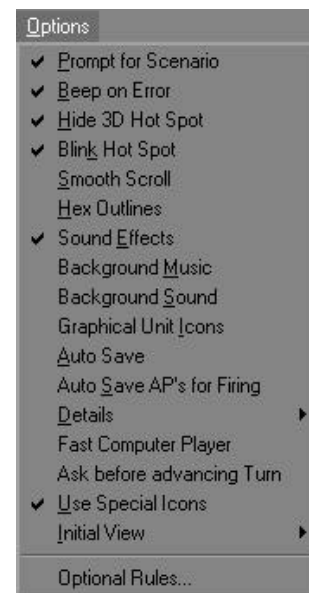 Options
Prompt for Scenario
Beep on Error
Hide 3D Hot Spot
Blink Hot Spot
Smooth Scroll
Hex Outlines
Sound Effects
Background Music
Background Sound
Graphical Unit Icons
Auto Save
Auto Save AP's for Firing
Details
Fast Computer Player
Ask before advancing Turn
Use Special Icons
Initial View
Optional Rules...